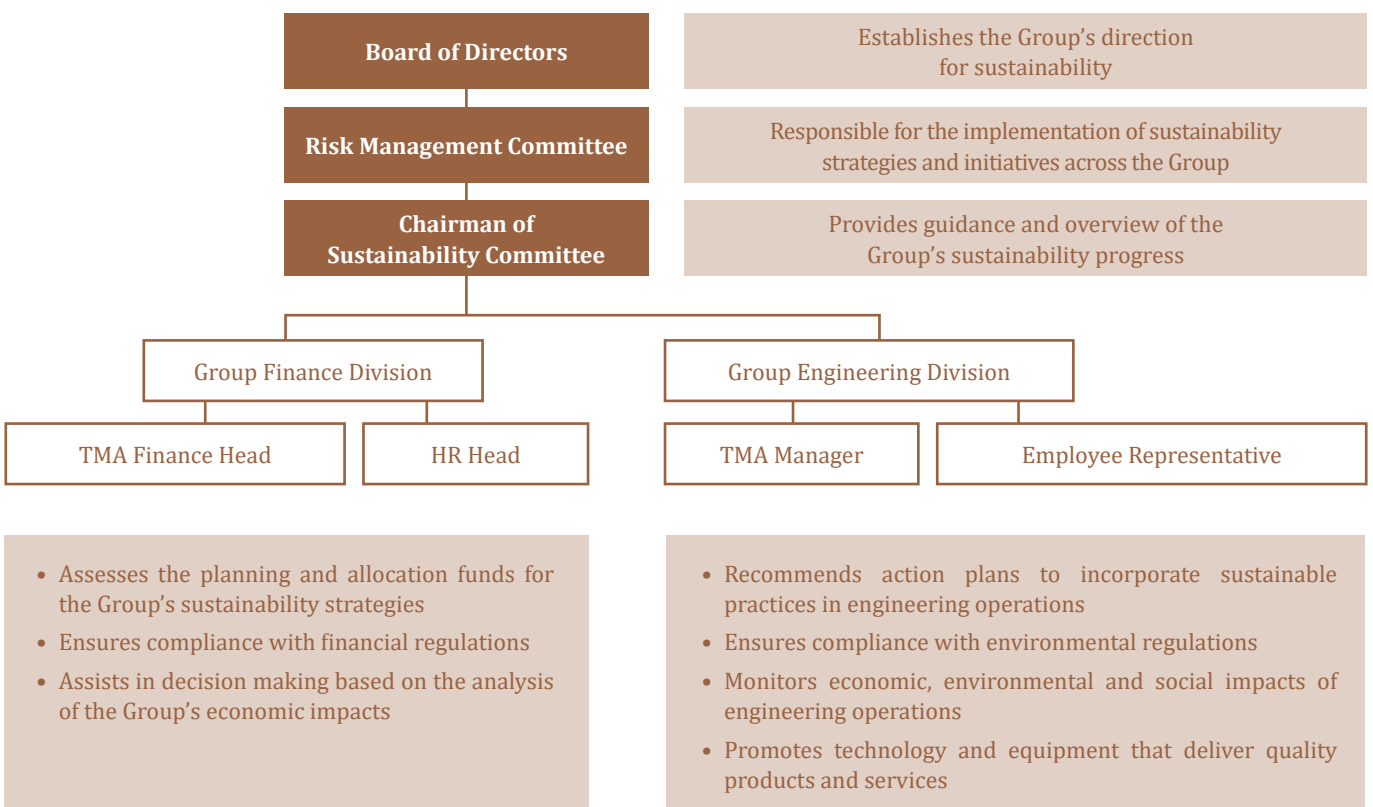 Board of Directors
Establishes the Group’s direction
for sustainability
Risk Management Committee
Responsible for the implementation of sustainability
strategies and initiatives across the Group
Chairman of
Sustainability Committee
Provides guidance and overview of the
Group’s sustainability progress
Group Finance Division
Group Engineering Division
TMA Finance Head
HR Head
TMA Manager
Employee Representative
• Assesses the planning and allocation funds for
the Group’s sustainability strategies
• Ensures compliance with financial regulations
• Assists in decision making based on the analysis
of the Group’s economic impacts
• Recommends action plans to incorporate sustainable
practices in engineering operations
• Ensures compliance with environmental regulations
• Monitors economic, environmental and social impacts of
engineering operations
• Promotes technology and equipment that deliver quality
products and services